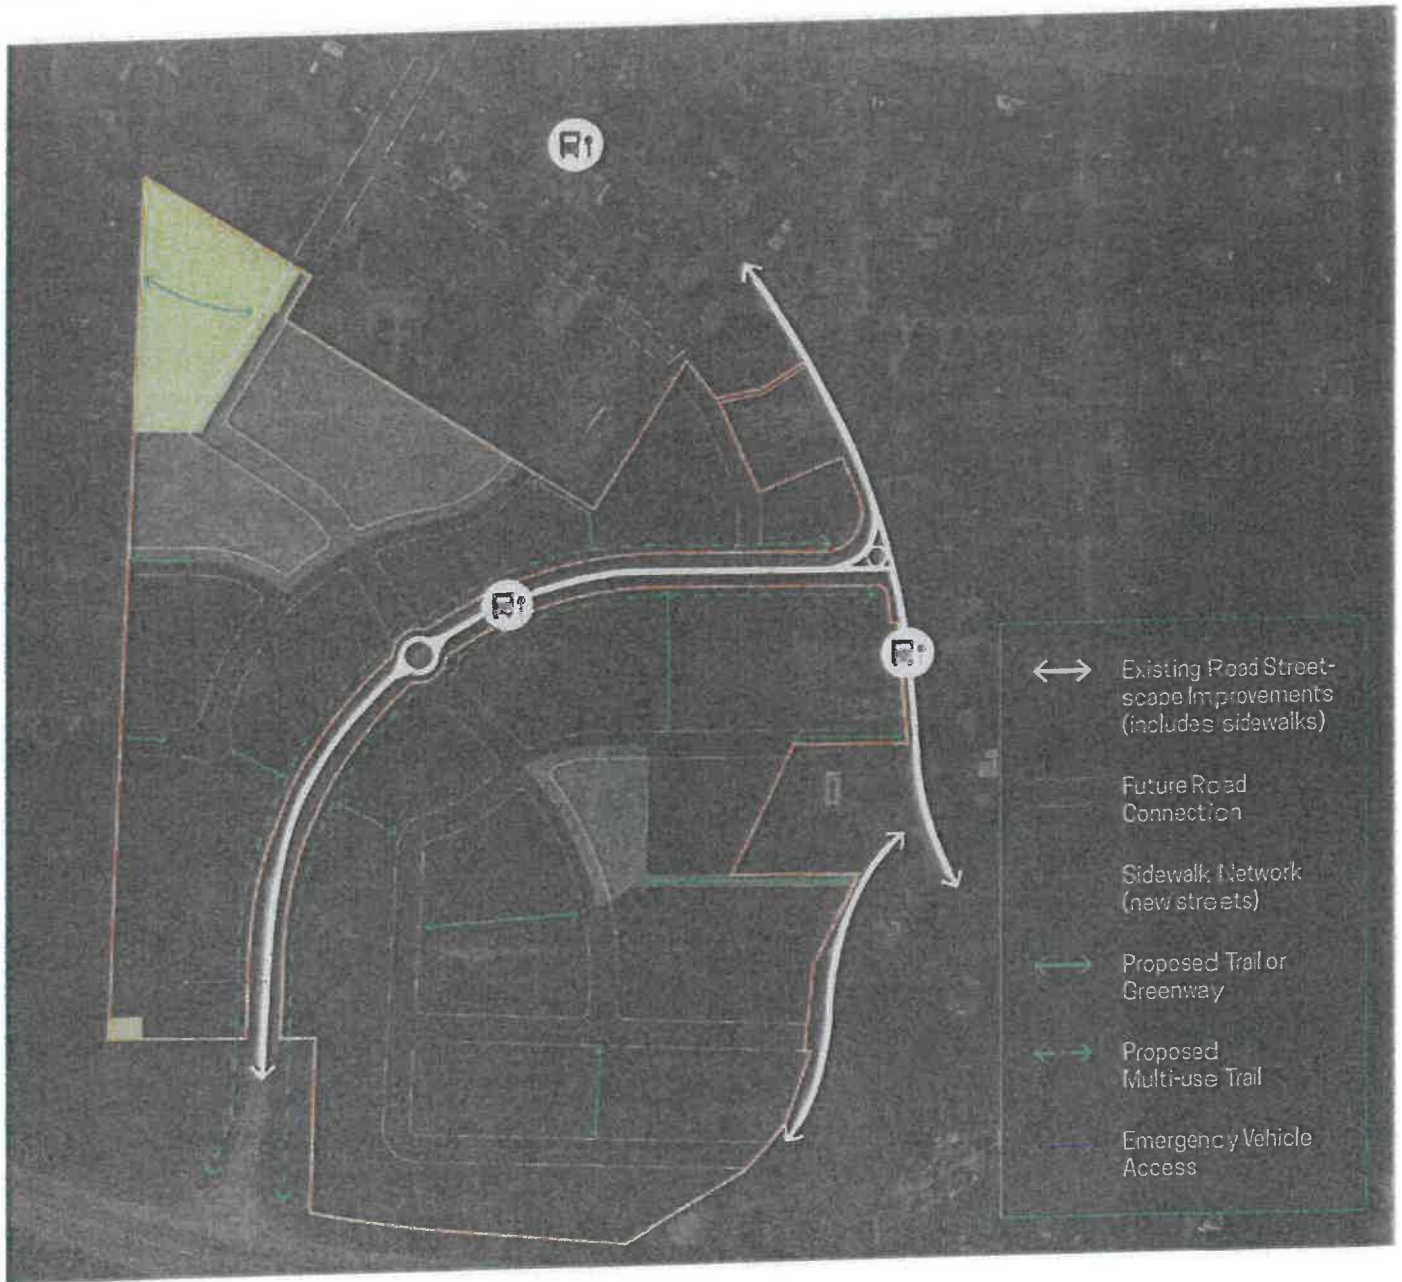 Existing Road Street-
scape Improvements
(includes sidewalks)
Future Road
Connection
Sidewalk Network
(new streets)
Proposed Trail or
Greenway
Proposed
Multi-use Trail
Emergency Vehicle
Access